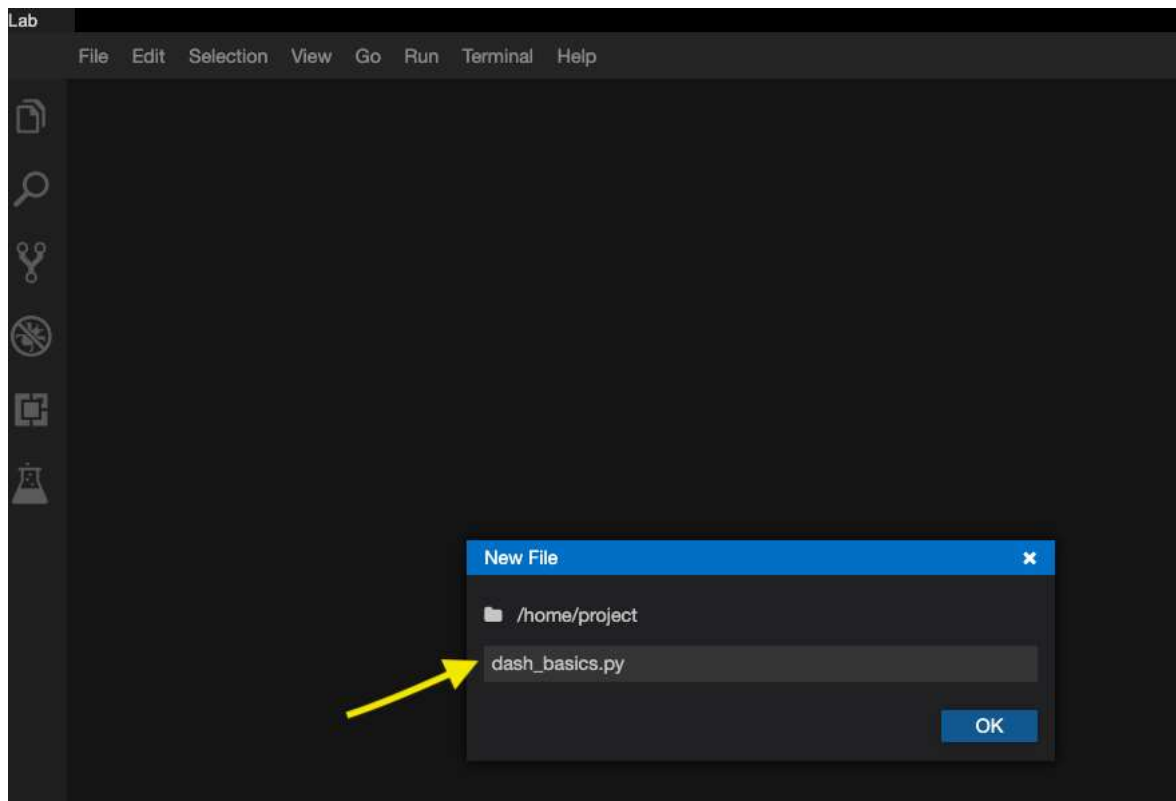 Lab
File Edit Selection View Go Run Terminal Help
New File
/home/project
dash_basics.py
OK